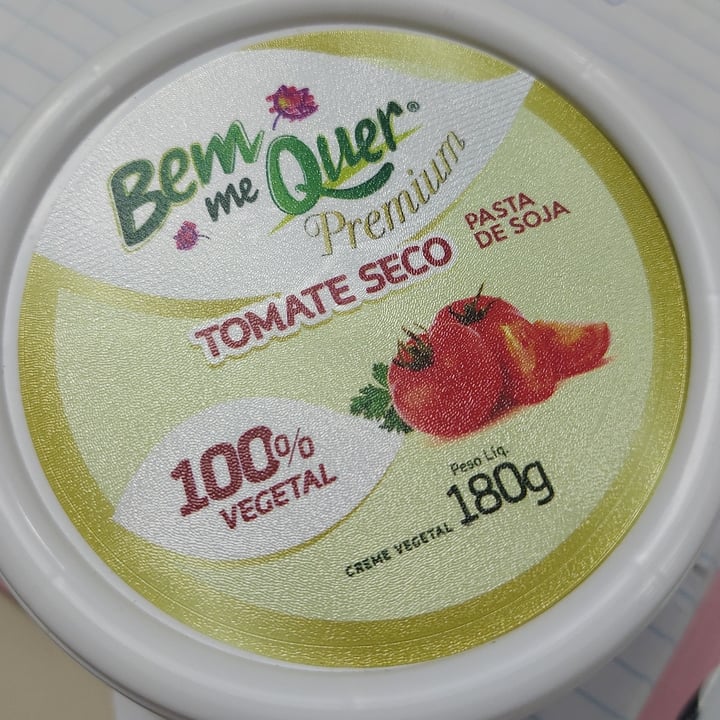 Bem
me Quer®
Premium
TOMATE SECO
PASTA
DE SOJA
100%
VEGETAL
Peso Líq.
CREME VEGETAL 180g